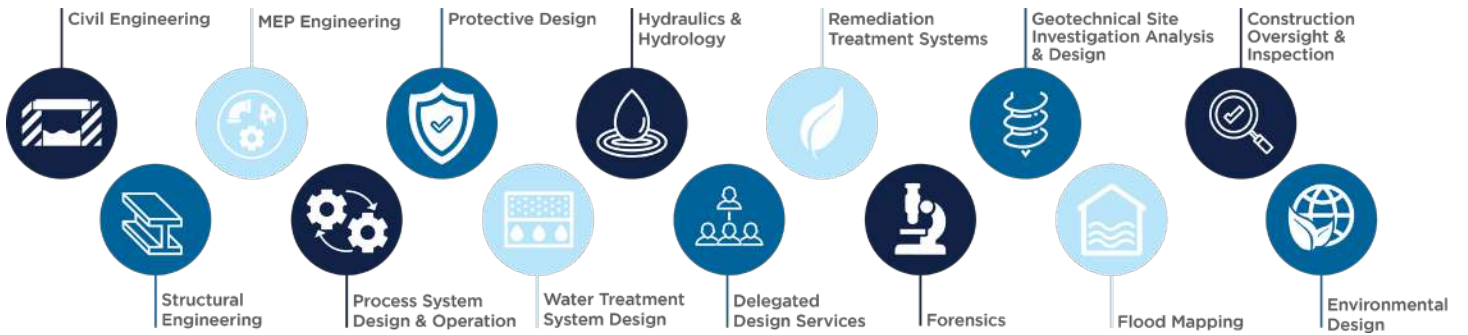 Civil Engineering
MEP Engineering
Protective Design
Hydraulics &
Hydrology
Remediation
Treatment Systems
Geotechnical Site
Investigation Analysis
& Design
Construction
Oversight &
Inspection
Structural
Engineering
Process System
Design & Operation
Water Treatment
System Design
Delegated
Design Services
Forensics
Flood Mapping
Environmental
Design